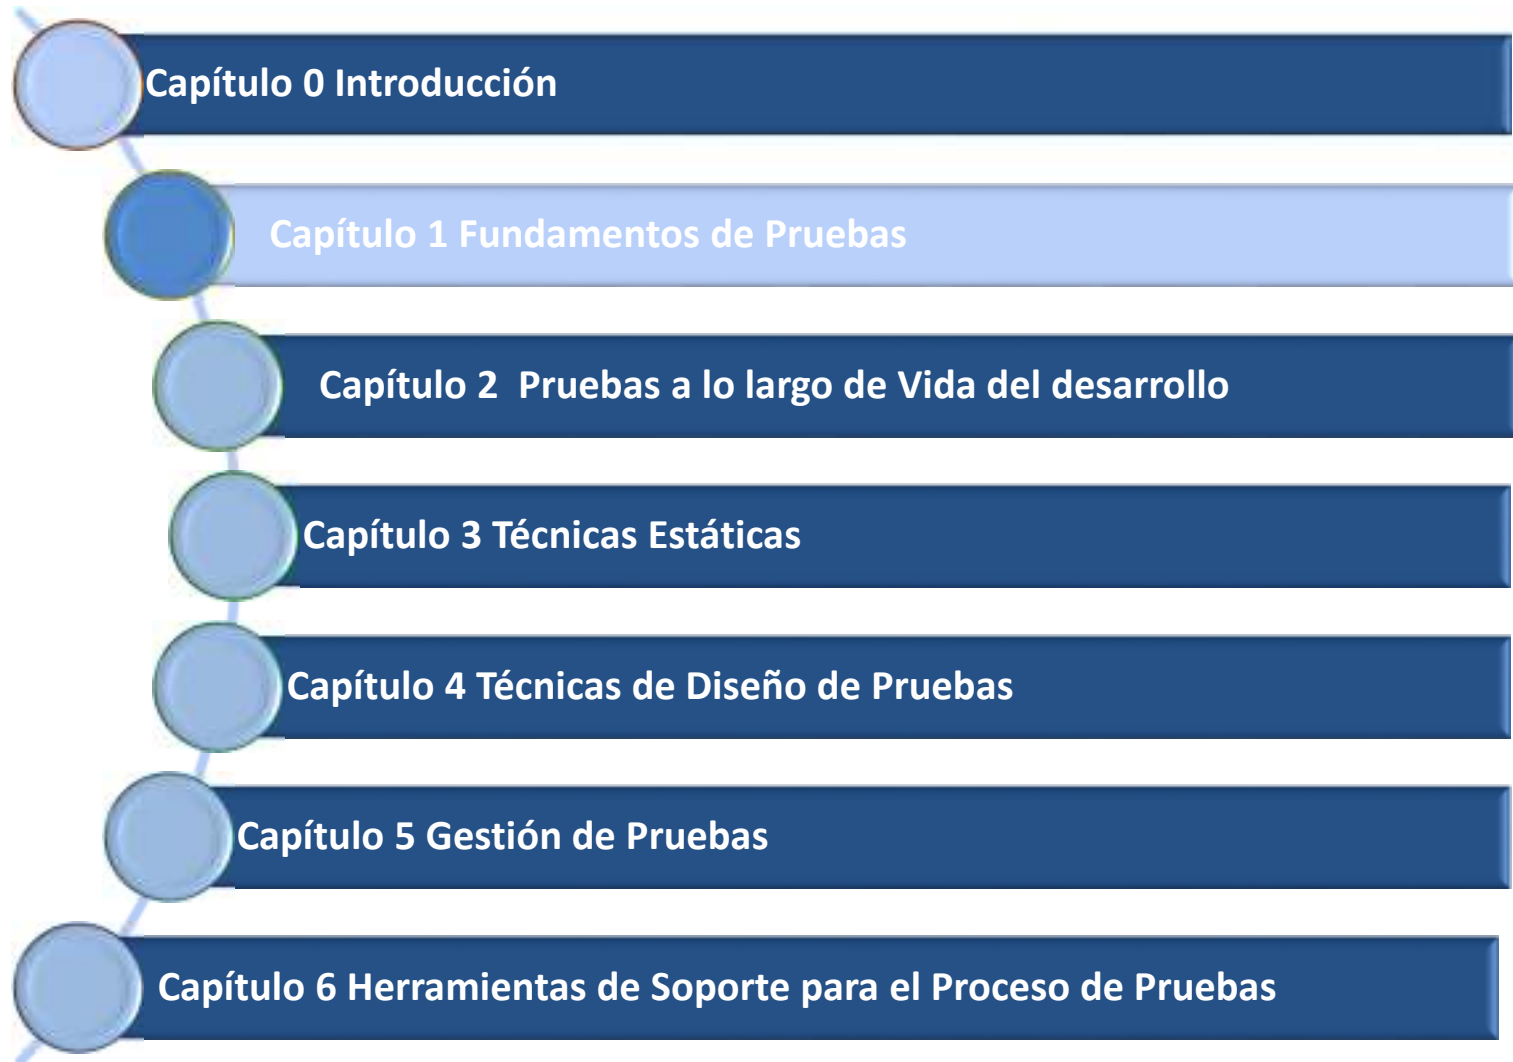 Capítulo 0 Introducción
Capítulo 1 Fundamentos de Pruebas
Capítulo 2  Pruebas a lo largo de Vida del desarrollo
Capítulo 3 Técnicas Estáticas
Capítulo 4 Técnicas de Diseño de Pruebas
Capítulo 5 Gestión de Pruebas
Capítulo 6 Herramientas de Soporte para el Proceso de Pruebas